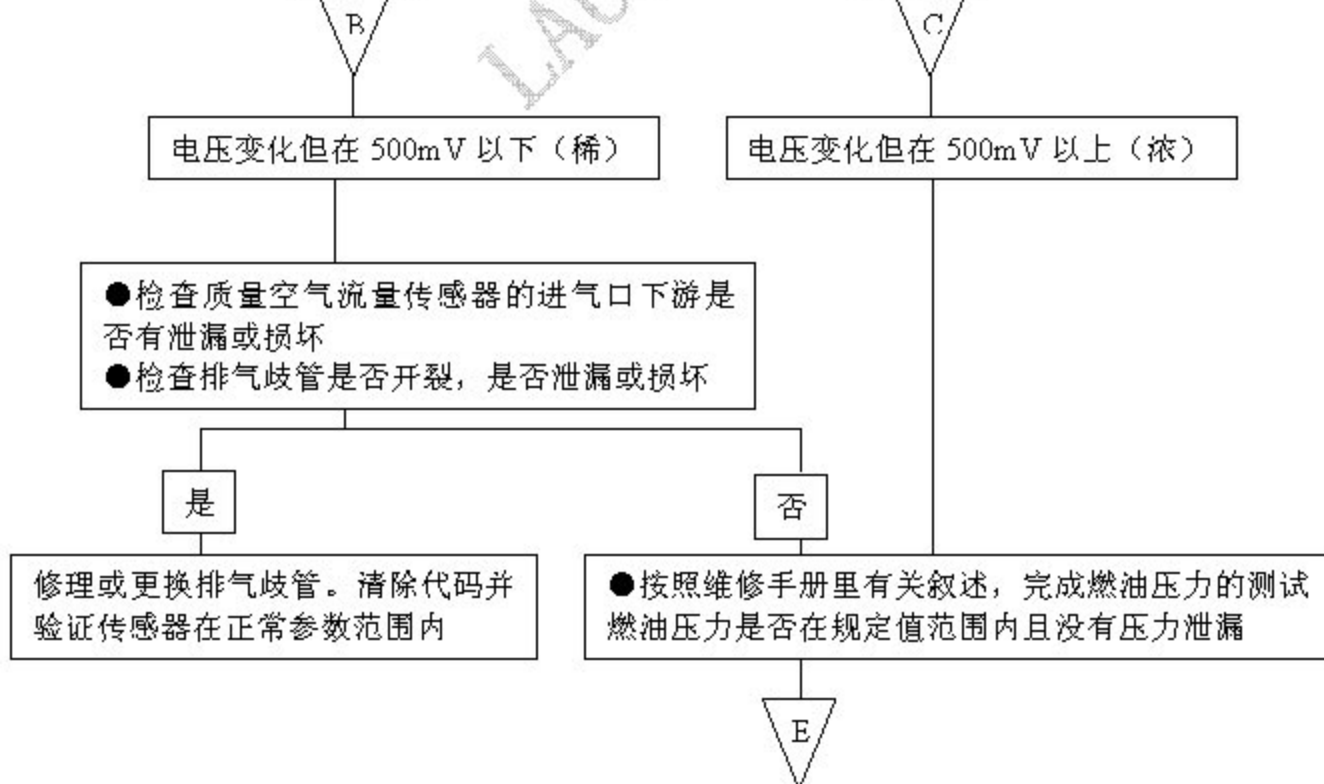 B
C
LAU
电压变化但在 500mV 以下（稀）
电压变化但在 500mV 以上（浓）
●检查质量空气流量传感器的进气口下游是
否有泄漏或损坏
●检查排气歧管是否开裂，是否泄漏或损坏
是
否
修理或更换排气歧管。清除代码并
验证传感器在正常参数范围内
●按照维修手册里有关叙述，完成燃油压力的测试
燃油压力是否在规定值范围内且没有压力泄漏
E